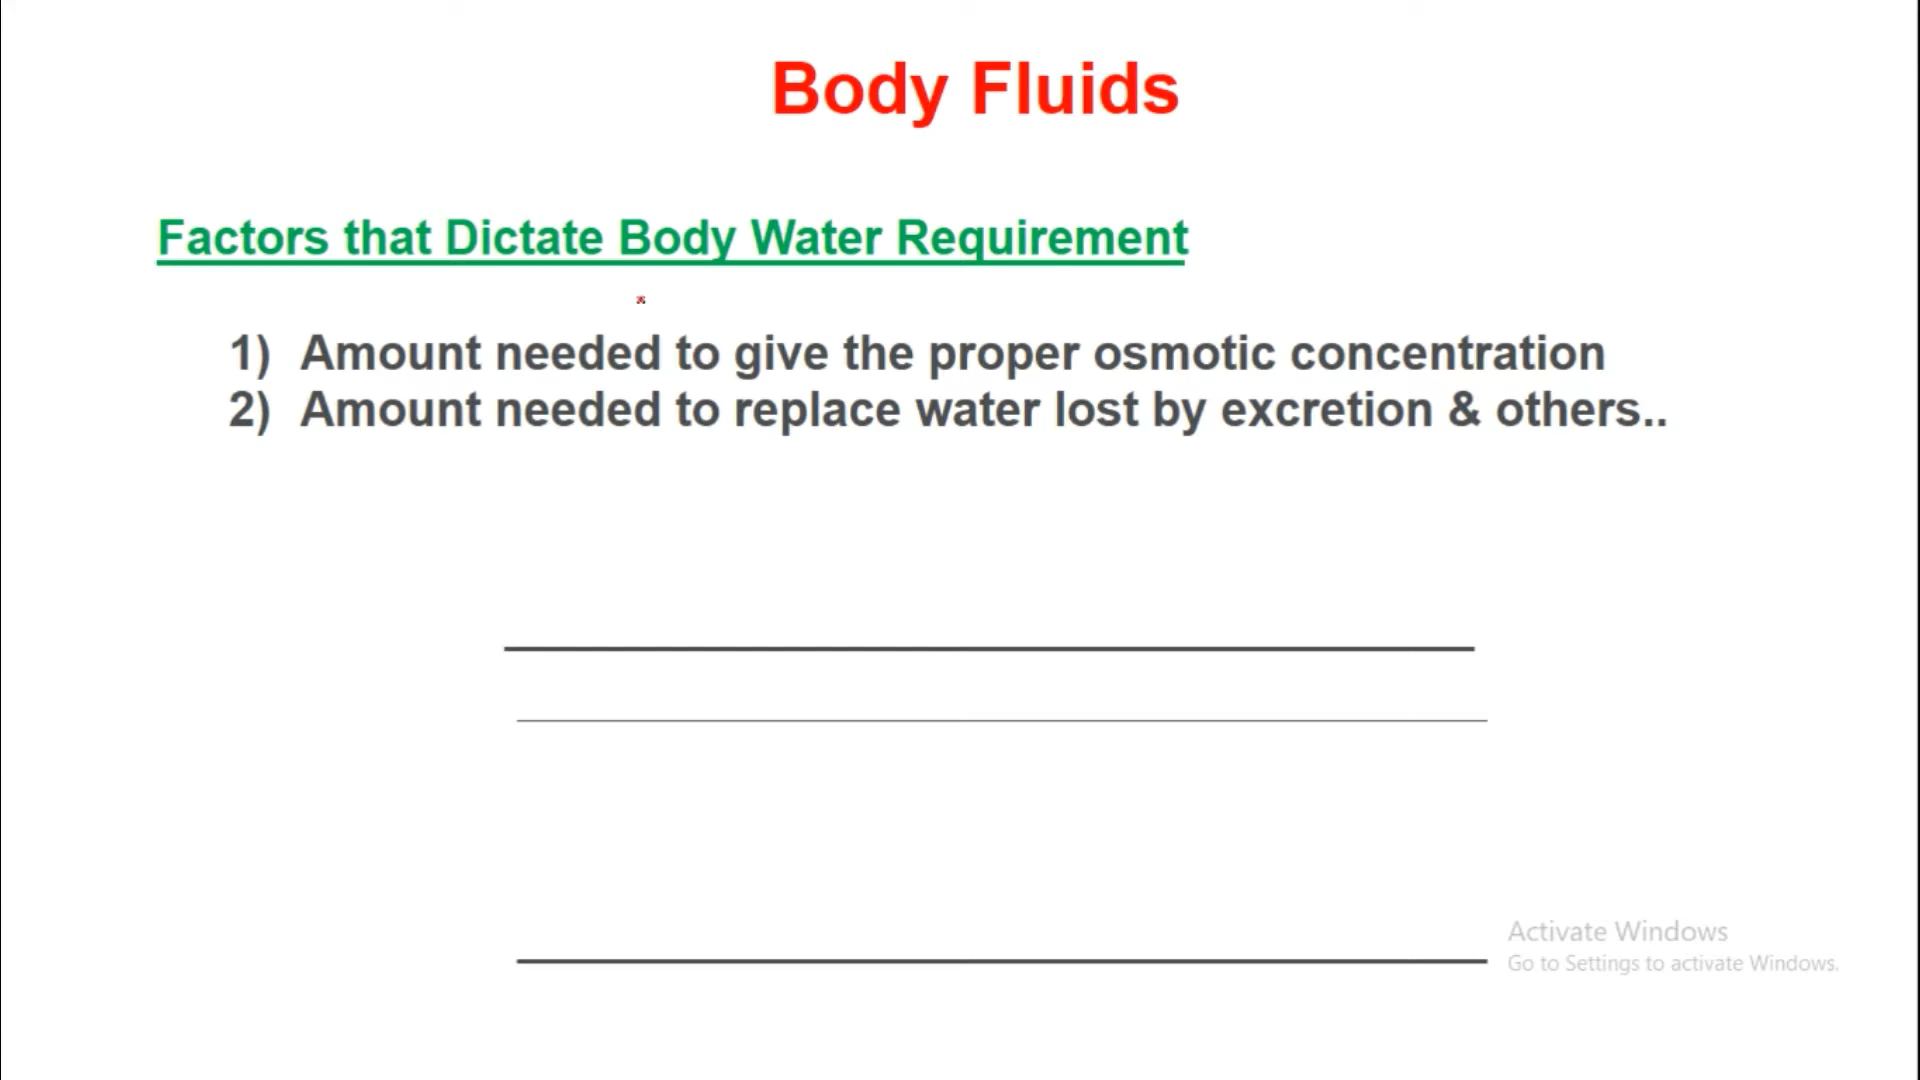 Body Fluids
Factors that Dictate Body Water Requirement
1) Amount needed to give the proper osmotic concentration
2) Amount needed to replace water lost by excretion & others..
Activate Windows
Go to Settings to activate Windows.